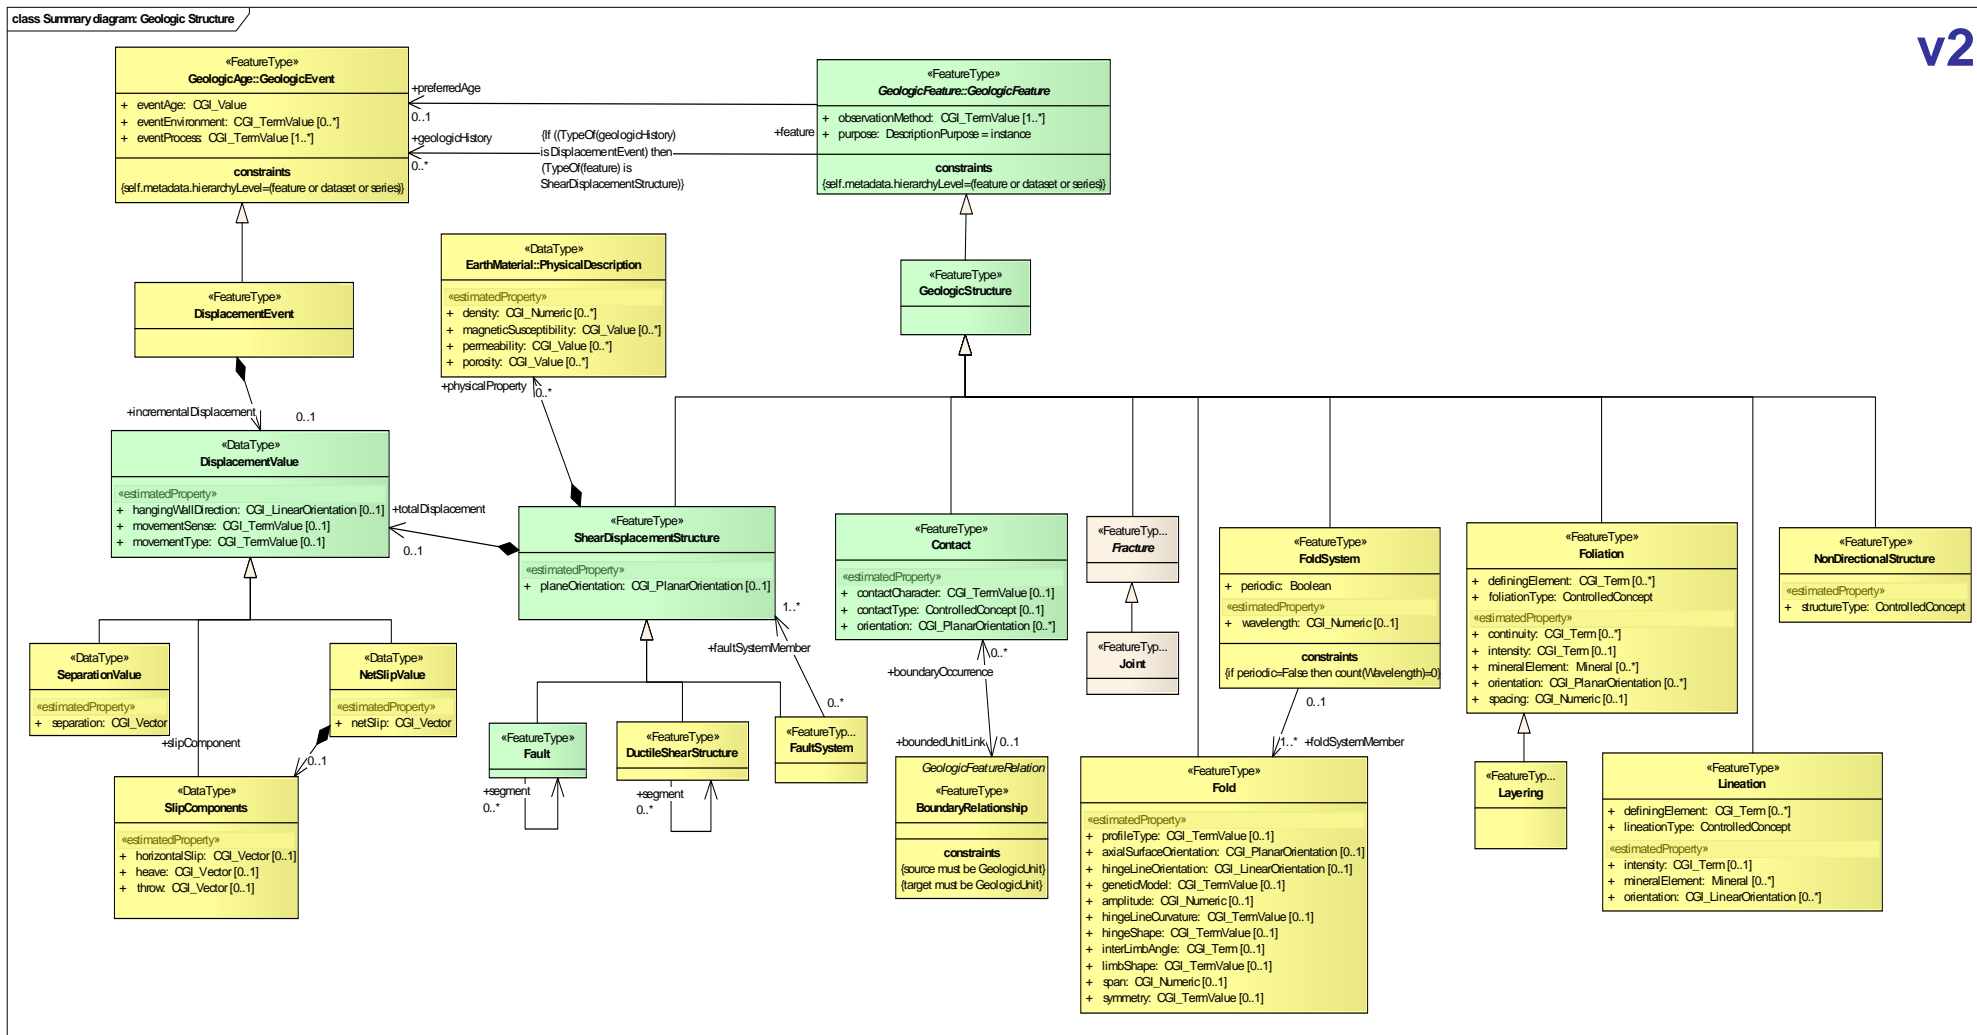 class Summary diagram: Geologic Structure
v2
«FeatureType»
GeologicAge::GeologicEvent
+ eventAge: CGI_Value
+ eventEnvironment: CGI_TermValue [0..*]
+ eventProcess: CGI_TermValue [1..*]
constraints
{self.metadata.hierarchyLevel=(feature or dataset or series)}
+preferredAge
0..1
+geologicHistory
0..*
{If ((TypeOf(geologicHistory)
is DisplacementEvent) then
(TypeOf(feature) is
ShearDisplacementStructure)}
+feature
«FeatureType»
GeologicFeature::GeologicFeature
+ observationMethod: CGI_TermValue [1..*]
+ purpose: DescriptionPurpose = instance
constraints
{self.metadata.hierarchyLevel=(feature or dataset or series)}
«FeatureType»
DisplacementEvent
«DataType»
EarthMaterial::PhysicalDescription
«estimatedProperty»
+ density: CGI_Numeric [0..*]
+ magneticSusceptibility: CGI_Value [0..*]
+ permeability: CGI_Value [0..*]
+ porosity: CGI_Value [0..*]
+physicalProperty
0..*
«FeatureType»
GeologicStructure
+incrementalDisplacement
0..1
«DataType»
DisplacementValue
«estimatedProperty»
+ hangingWallDirection: CGI_LinearOrientation [0..1]
+ movementSense: CGI_TermValue [0..1]
+ movementType: CGI_TermValue [0..1]
+totalDisplacement
0..1
«FeatureType»
ShearDisplacementStructure
«estimatedProperty»
+ planeOrientation: CGI_PlanarOrientation [0..1]
1..*
+faultSystemMember
0..*
«FeatureType»
Contact
«estimatedProperty»
+ contactCharacter: CGI_TermValue [0..1]
+ contactType: ControlledConcept [0..1]
+ orientation: CGI_PlanarOrientation [0..*]
0..*
+boundaryOccurrence
+boundedUnitLink
0..1
«FeatureTyp...
Fracture
«FeatureTyp...
Joint
«FeatureType»
FoldSystem
+ periodic: Boolean
«estimatedProperty»
+ wavelength: CGI_Numeric [0..1]
constraints
{if periodic=False then count(Wavelength)=0}
0..1
1..*
+foldSystemMember
«FeatureType»
Foliation
+ definingElement: CGI_Term [0..*]
+ foliationType: ControlledConcept
«estimatedProperty»
+ continuity: CGI_Term [0..*]
+ intensity: CGI_Term [0..1]
+ mineralElement: Mineral [0..*]
+ orientation: CGI_PlanarOrientation [0..*]
+ spacing: CGI_Numeric [0..1]
«FeatureType»
NonDirectionalStructure
«estimatedProperty»
+ structureType: ControlledConcept
«DataType»
SeparationValue
«estimatedProperty»
+ separation: CGI_Vector
«DataType»
NetSlipValue
«estimatedProperty»
+ netSlip: CGI_Vector
+slipComponent
0..1
«DataType»
SlipComponents
«estimatedProperty»
+ horizontalSlip: CGI_Vector [0..1]
+ heave: CGI_Vector [0..1]
+ throw: CGI_Vector [0..1]
«FeatureType»
Fault
+segment
0..*
«FeatureType»
DuctileShearStructure
+segment
0..*
«FeatureTyp...
FaultSystem
GeologicFeatureRelation
«FeatureType»
BoundaryRelationship
constraints
{source must be GeologicUnit}
{target must be GeologicUnit}
«FeatureType»
Fold
«estimatedProperty»
+ profileType: CGI_TermValue [0..1]
+ axialSurfaceOrientation: CGI_PlanarOrientation [0..1]
+ hingeLineOrientation: CGI_LinearOrientation [0..1]
+ geneticModel: CGI_TermValue [0..1]
+ amplitude: CGI_Numeric [0..1]
+ hingeLineCurvature: CGI_TermValue [0..1]
+ hingeShape: CGI_TermValue [0..1]
+ interLimbAngle: CGI_Term [0..1]
+ limbShape: CGI_TermValue [0..1]
+ span: CGI_Numeric [0..1]
+ symmetry: CGI_TermValue [0..1]
«FeatureTyp...
Layering
«FeatureType»
Lineation
+ definingElement: CGI_Term [0..*]
+ lineationType: ControlledConcept
«estimatedProperty»
+ intensity: CGI_Term [0..1]
+ mineralElement: Mineral [0..*]
+ orientation: CGI_LinearOrientation [0..*]